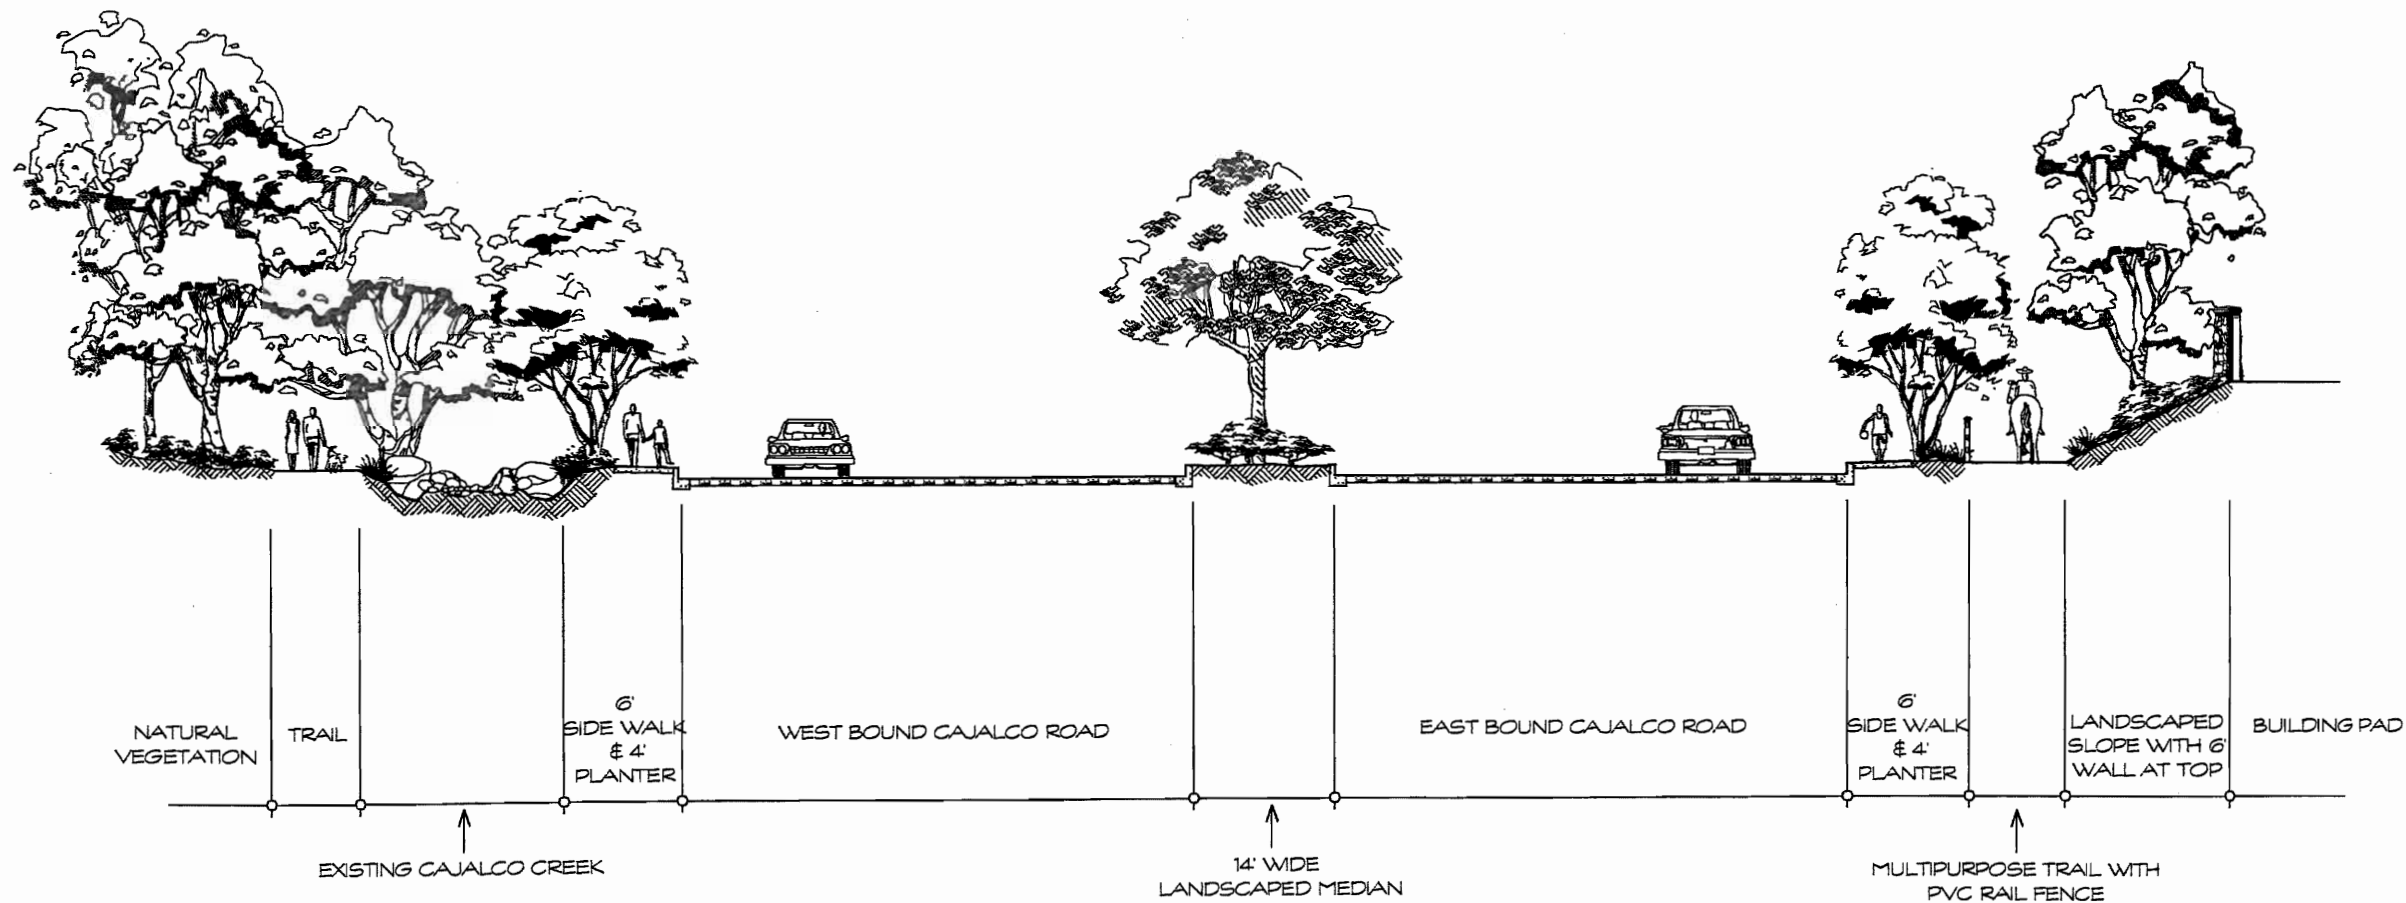 NATURAL
VEGETATION
TRAIL
6'
SIDE WALK
& 4'
PLANTER
WEST BOUND CAJALCO ROAD
EAST BOUND CAJALCO ROAD
6'
SIDE WALK
& 4'
PLANTER
LANDSCAPED
SLOPE WITH 6'
WALL AT TOP
BUILDING PAD
EXISTING CAJALCO CREEK
14' WIDE
LANDSCAPED MEDIAN
MULTIPURPOSE TRAIL WITH
PVC RAIL FENCE